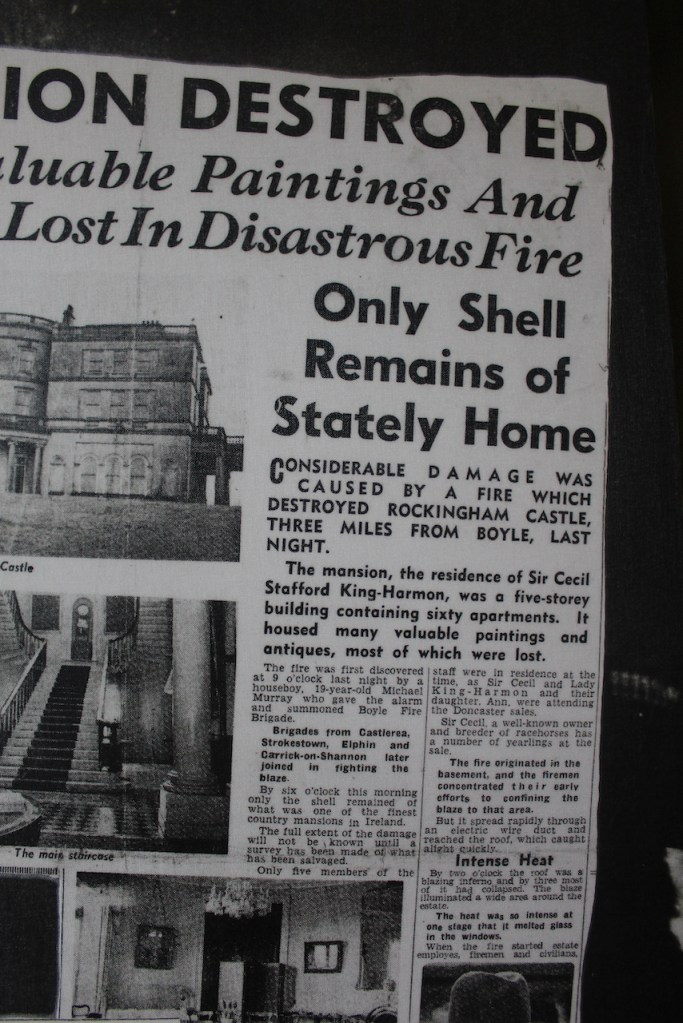 ION DESTROYED
luable Paintings And
Lost In Disastrous Fire
Only Shell
Remains of
Stately Home
CONSIDERABLE DAMAGE WAS
CAUSED BY A FIRE WHICH
DESTROYED ROCKINGHAM CASTLE,
THREE MILES FROM BOYLE, LAST
NIGHT.
The mansion, the residence of Sir Cecil
Stafford King-Harmon, was a five-storey
building containing sixty apartments. It
housed many valuable paintings and
antiques, most of which were lost.
The fire was first discovered
at 9 o'clock last night by a
houseboy, 19-year-old Michael
Murray who gave the alarm
and summoned Boyle Fire
Brigade.
Brigades from Castlerea,
Strokestown, Elphin and
Carrick-on-Shannon later
joined in fighting the
blaze.
By six o'clock this morning
only the shell remained of
what was one of the finest
country mansions in Ireland.
The full extent of the damage
will not be known until a
survey has been made of what
has been salvaged.
Only five members of the
staff were in residence at the
time, as Sir Cecil and Lady
King-Harmon and their
daughter, Ann, were attending
the Doncaster sales.
Sir Cecil, a well-known owner
and breeder of racehorses has
a number of yearlings at the
sale.
The fire originated in the
basement, and the firemen
concentrated their early
efforts to confining the
blaze to that area.
But it spread rapidly through
an electric wire duct and
reached the roof, which caught
alight quickly.
Intense Heat
By two o'clock the roof was a
blazing inferno and by three most
of it had collapsed. The blaze
illuminated a wide area around the
estate.
The heat was so intense at
one stage that it melted glass
in the windows.
When the fire started estate
employes, firemen and civilians,
Castle
The main staircase